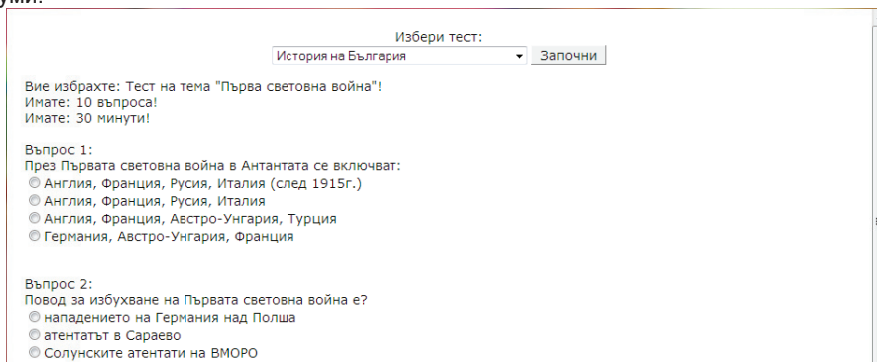 Избери тест:
История на България Започни
Вие избрахте: Тест на тема "Първа световна война"!
Имате: 10 въпроса!
Имате: 30 минути!
Въпрос 1:
През Първата световна война в Антантата се включват:
Англия, Франция, Русия, Италия (след 1915г.)
Англия, Франция, Русия, Италия
Англия, Франция, Австро-Унгария, Турция
Германия, Австро-Унгария, Франция
Въпрос 2:
Повод за избухване на Първата световна война е?
нападението на Германия над Полша
атентатът в Сараево
Солунските атентати на ВМОРО